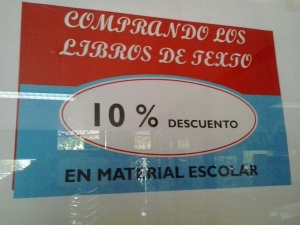 COMPRANDO LOS
LIBROS DE TEXTO
10 % DESCUENTO
EN MATERIAL ESCOLAR